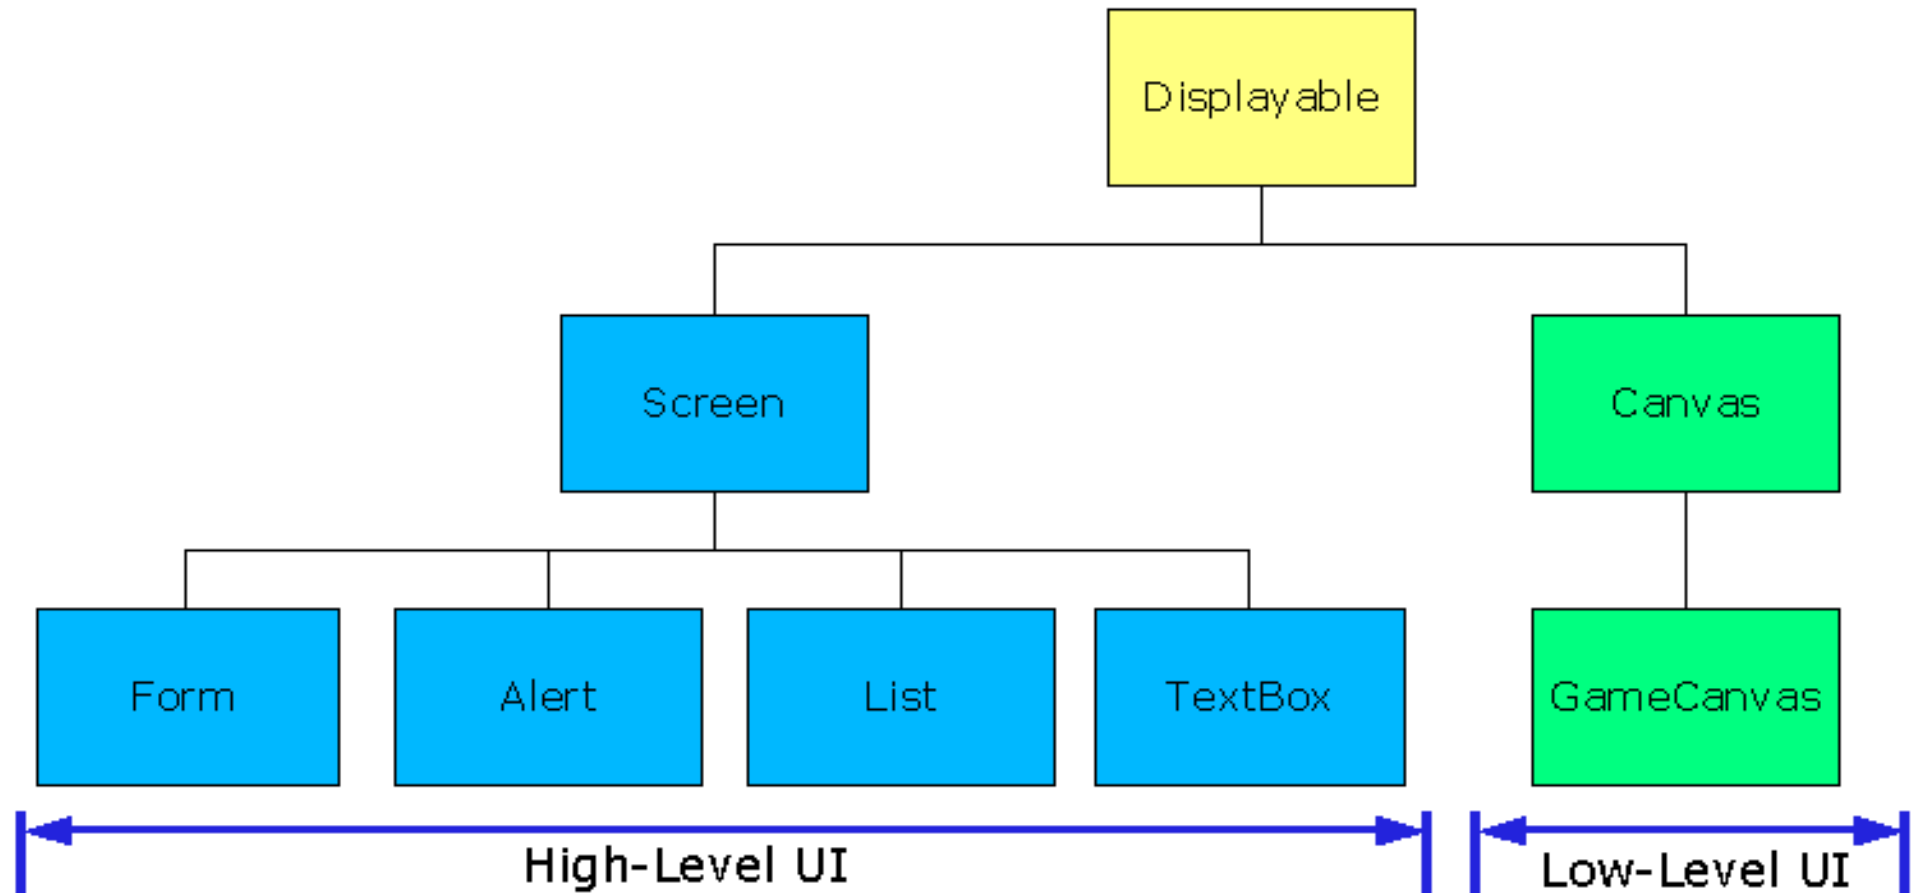 Displayable
Screen
Canvas
Form
Alert
List
TextBox
GameCanvas
High-Level UI
Low-Level UI